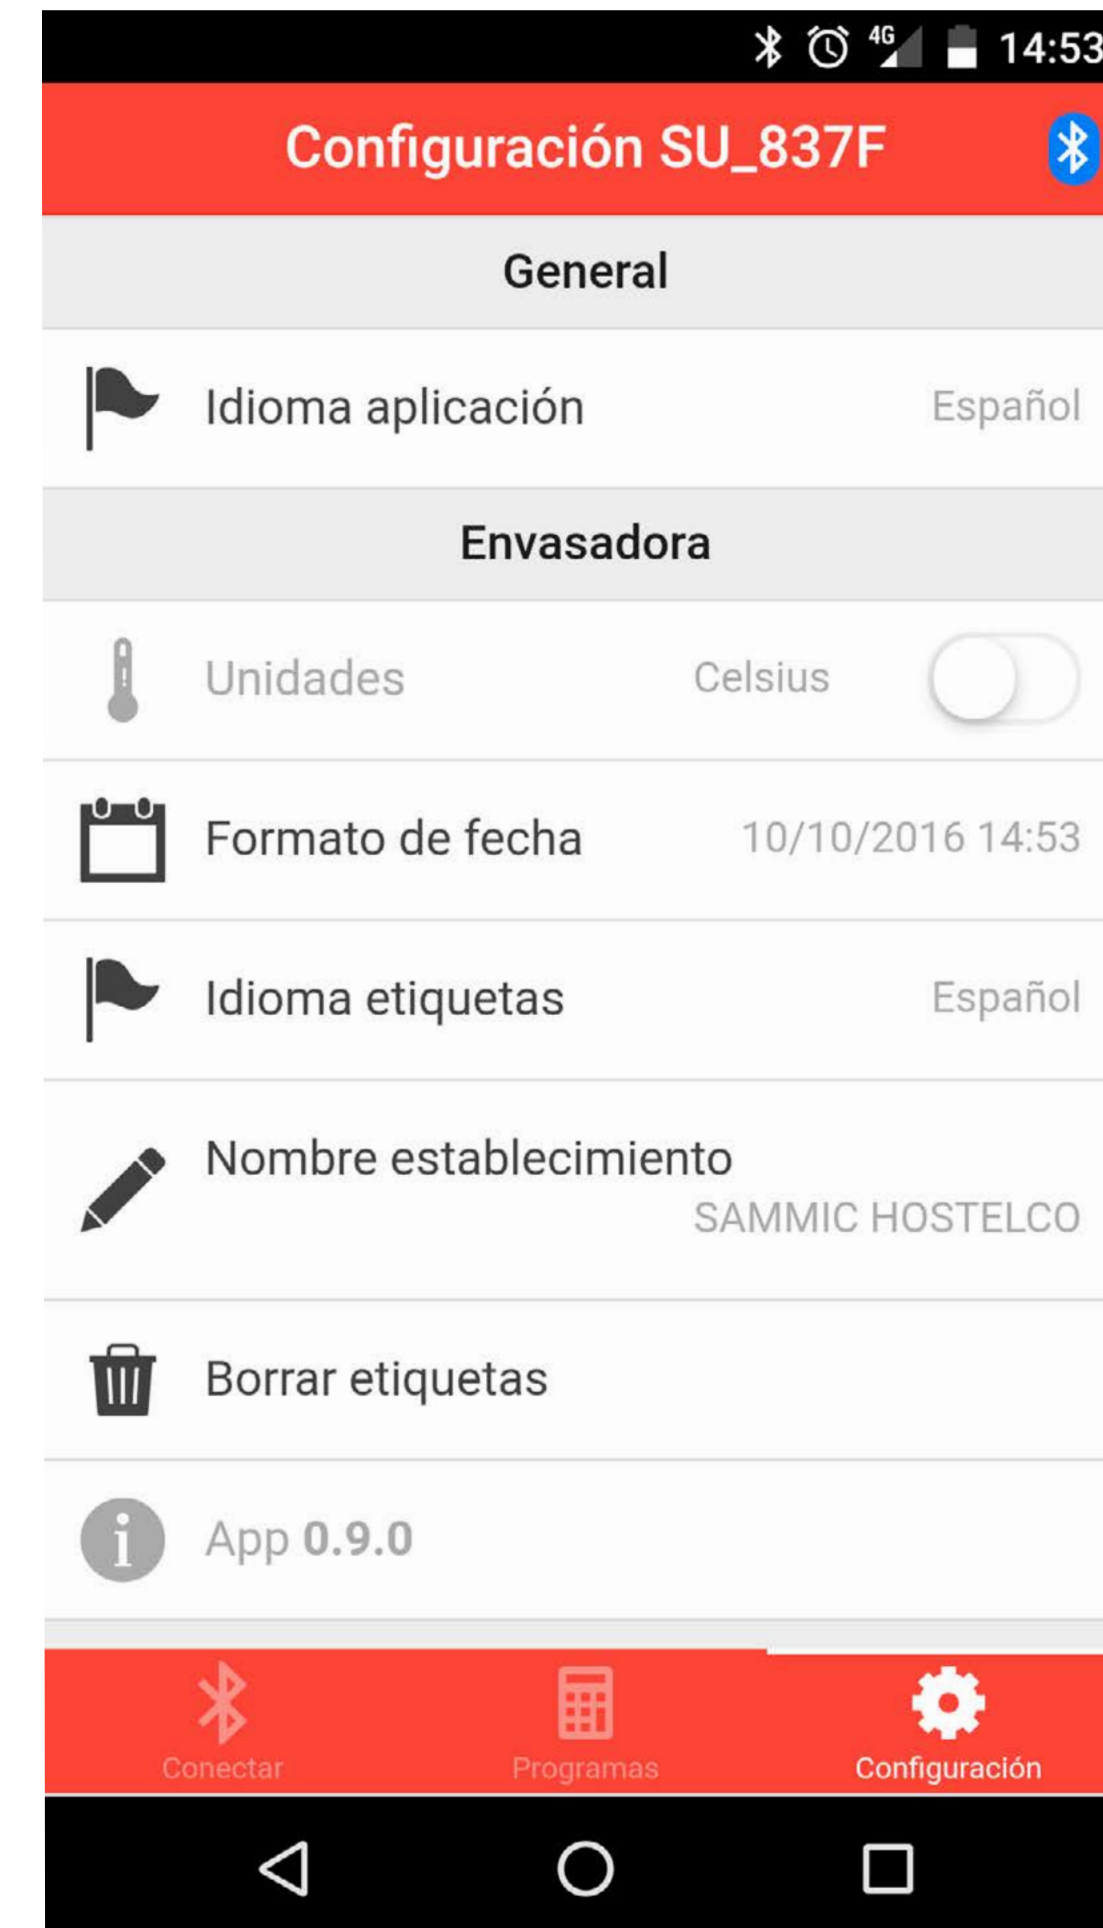 4G 14:53
Configuración SU_837F
General
Idioma aplicación Español
Envasadora
Unidades Celsius
Formato de fecha 10/10/2016 14:53
Idioma etiquetas Español
Nombre establecimiento
SAMMIC HOSTELCO
Borrar etiquetas
App 0.9.0
Conectar Programas Configuración